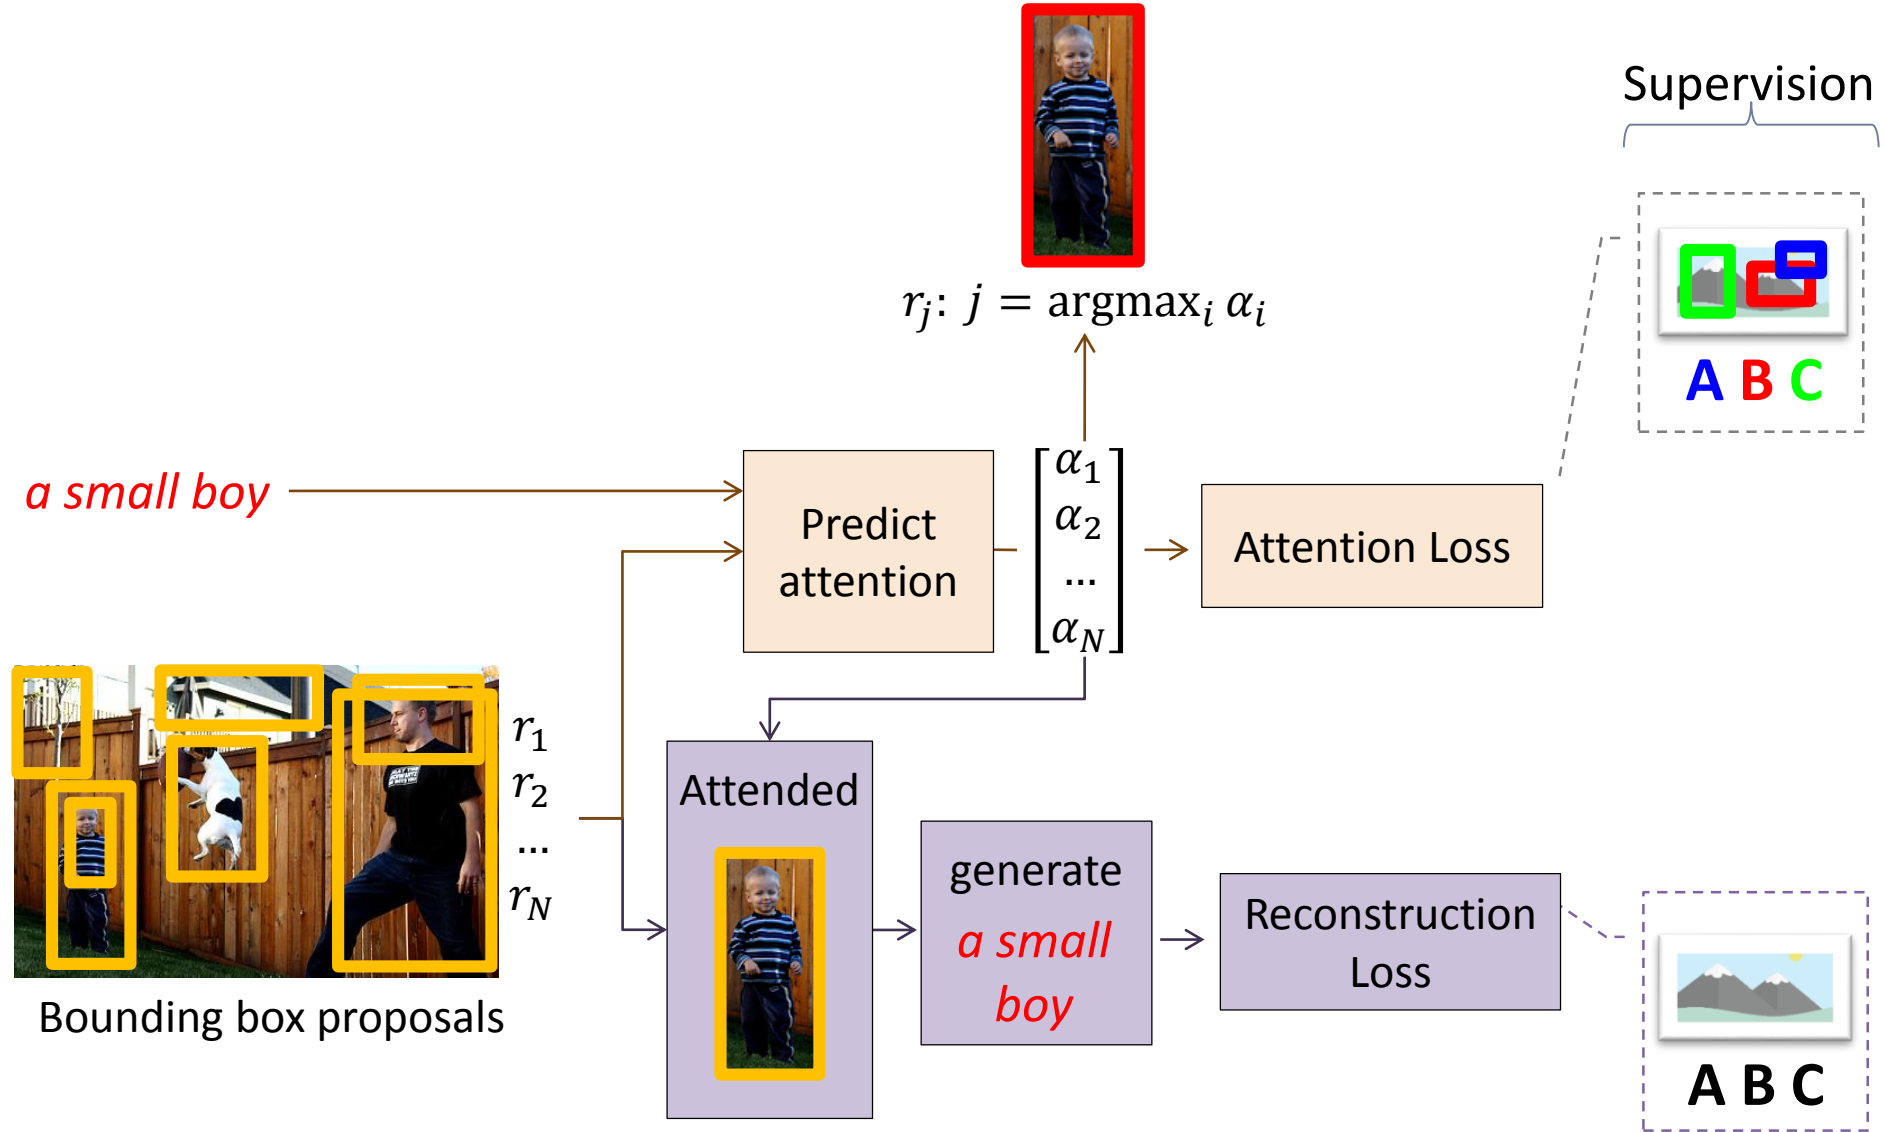 Supervision
r_j: j = argmax_i α_i
A B C
a small boy
Predict
attention
α_1
α_2
...
α_N
Attention Loss
r_1
r_2
...
r_N
Bounding box proposals
Attended
generate
a small
boy
Reconstruction
Loss
A B C